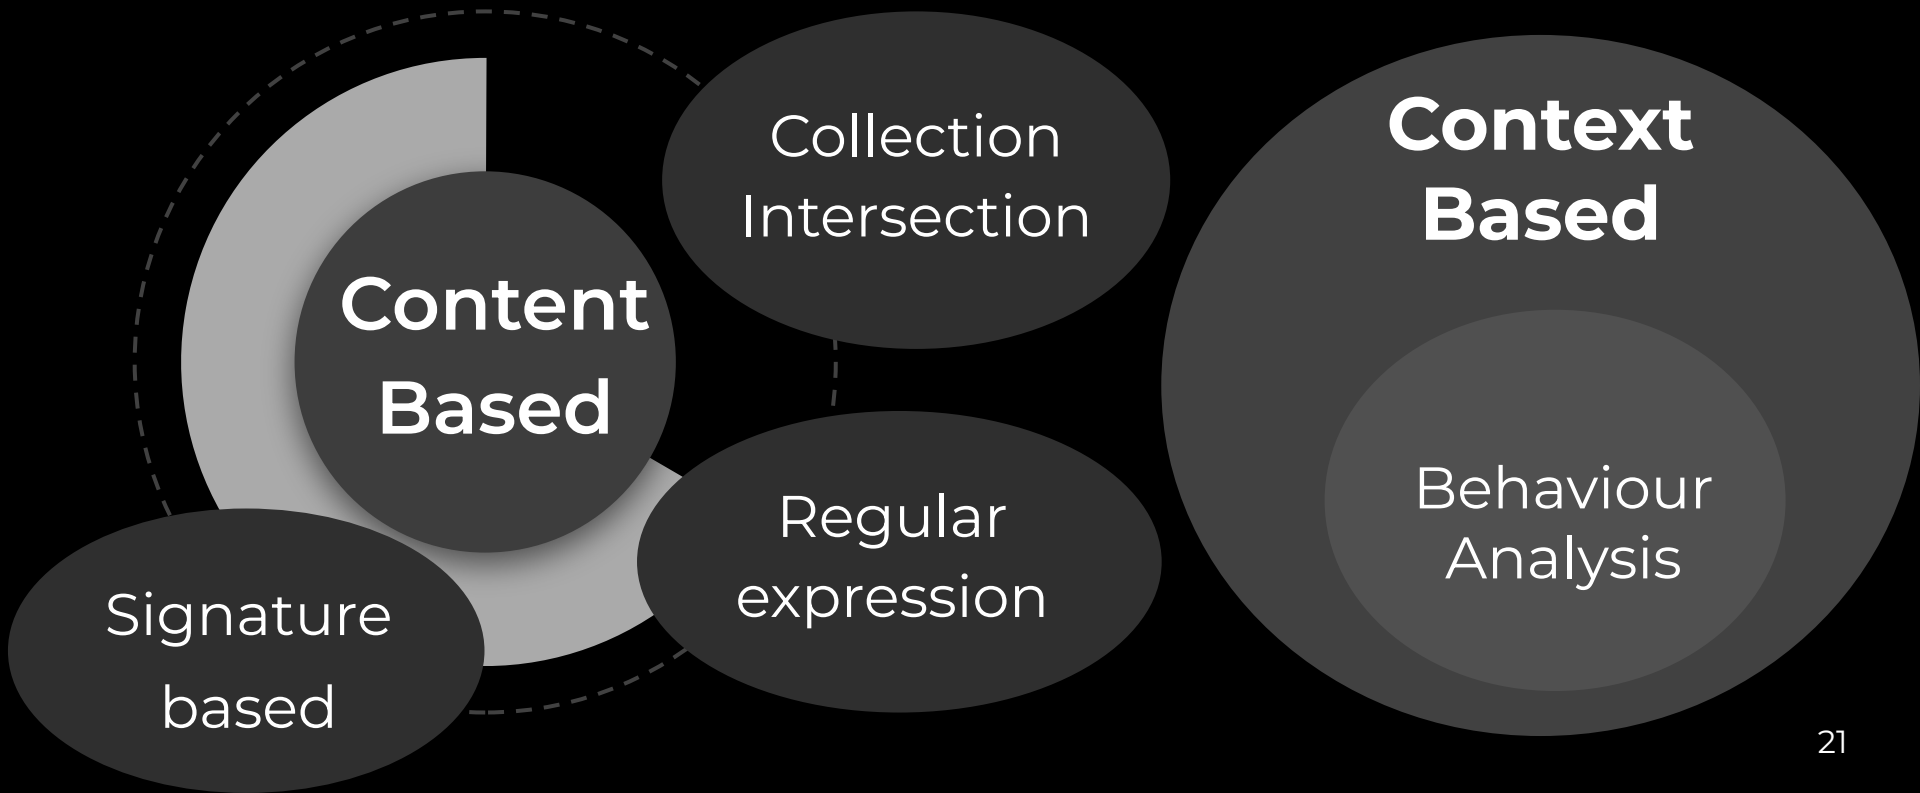 Content
Based
Collection
Intersection
Regular
expression
Signature
based
Context
Based
Behaviour
Analysis
21